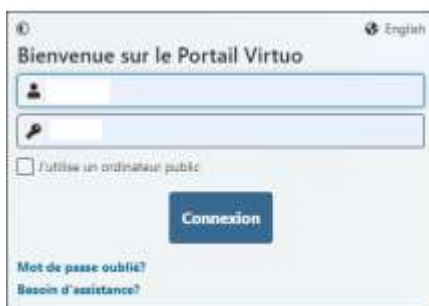 English
Bienvenue sur le Portail Virtuo
J'utilise un ordinateur public
Connexion
Mot de passe oublié?
Besoin d'assistance?